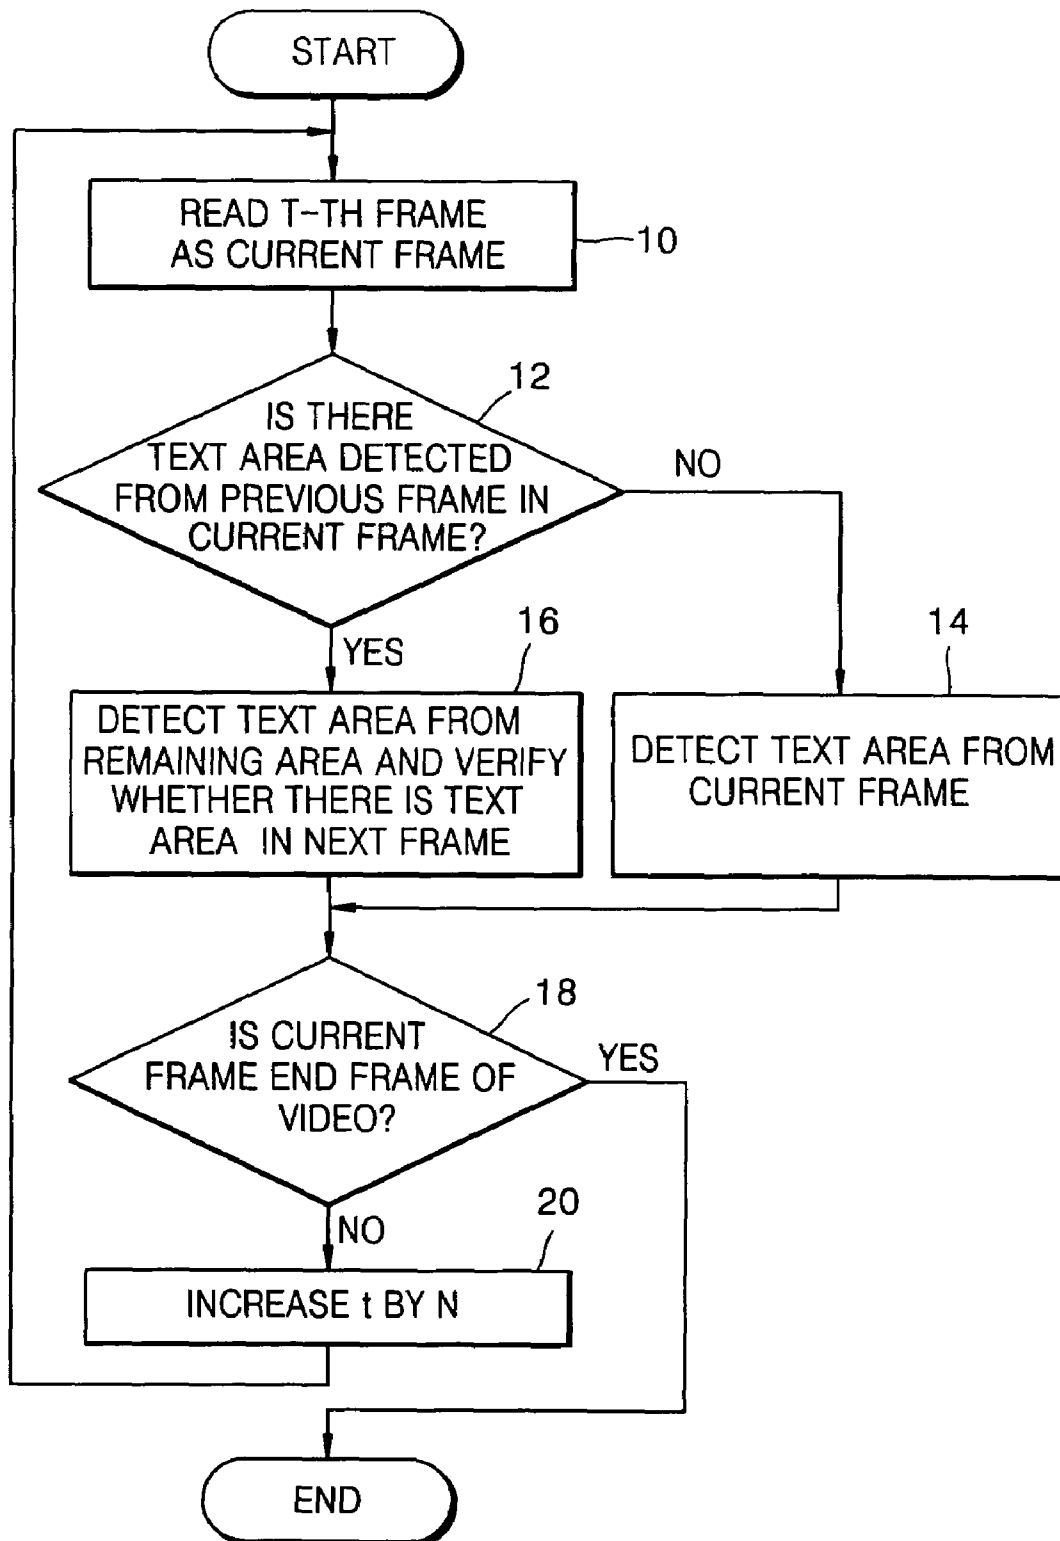 START
READ T-TH FRAME
AS CURRENT FRAME
10
12
IS THERE
TEXT AREA DETECTED
FROM PREVIOUS FRAME IN
CURRENT FRAME?
NO
YES
16
DETECT TEXT AREA FROM
REMAINING AREA AND VERIFY
WHETHER THERE IS TEXT
AREA IN NEXT FRAME
14
DETECT TEXT AREA FROM
CURRENT FRAME
18
IS CURRENT
FRAME END FRAME OF
VIDEO?
YES
NO
20
INCREASE t BY N
END